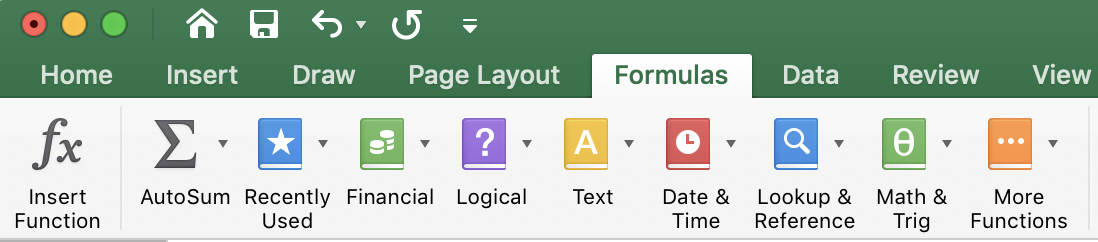 Home Insert Draw Page Layout Formulas Data Review View
fx Σ ? A θ
Insert Function
AutoSum
Recently Used
Financial
Logical
Text
Date & Time
Lookup & Reference
Math & Trig
More Functions